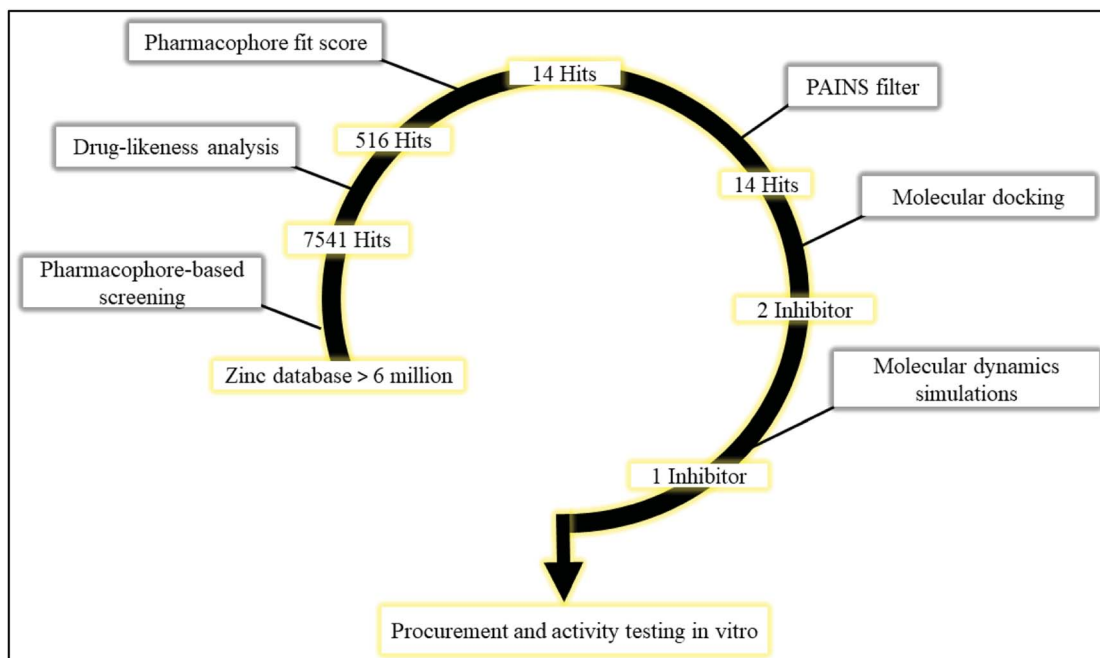 Zinc database > 6 million
Pharmacophore-based
screening
7541 Hits
Drug-likeness analysis
516 Hits
Pharmacophore fit score
14 Hits
PAINS filter
14 Hits
Molecular docking
2 Inhibitor
Molecular dynamics
simulations
1 Inhibitor
Procurement and activity testing in vitro